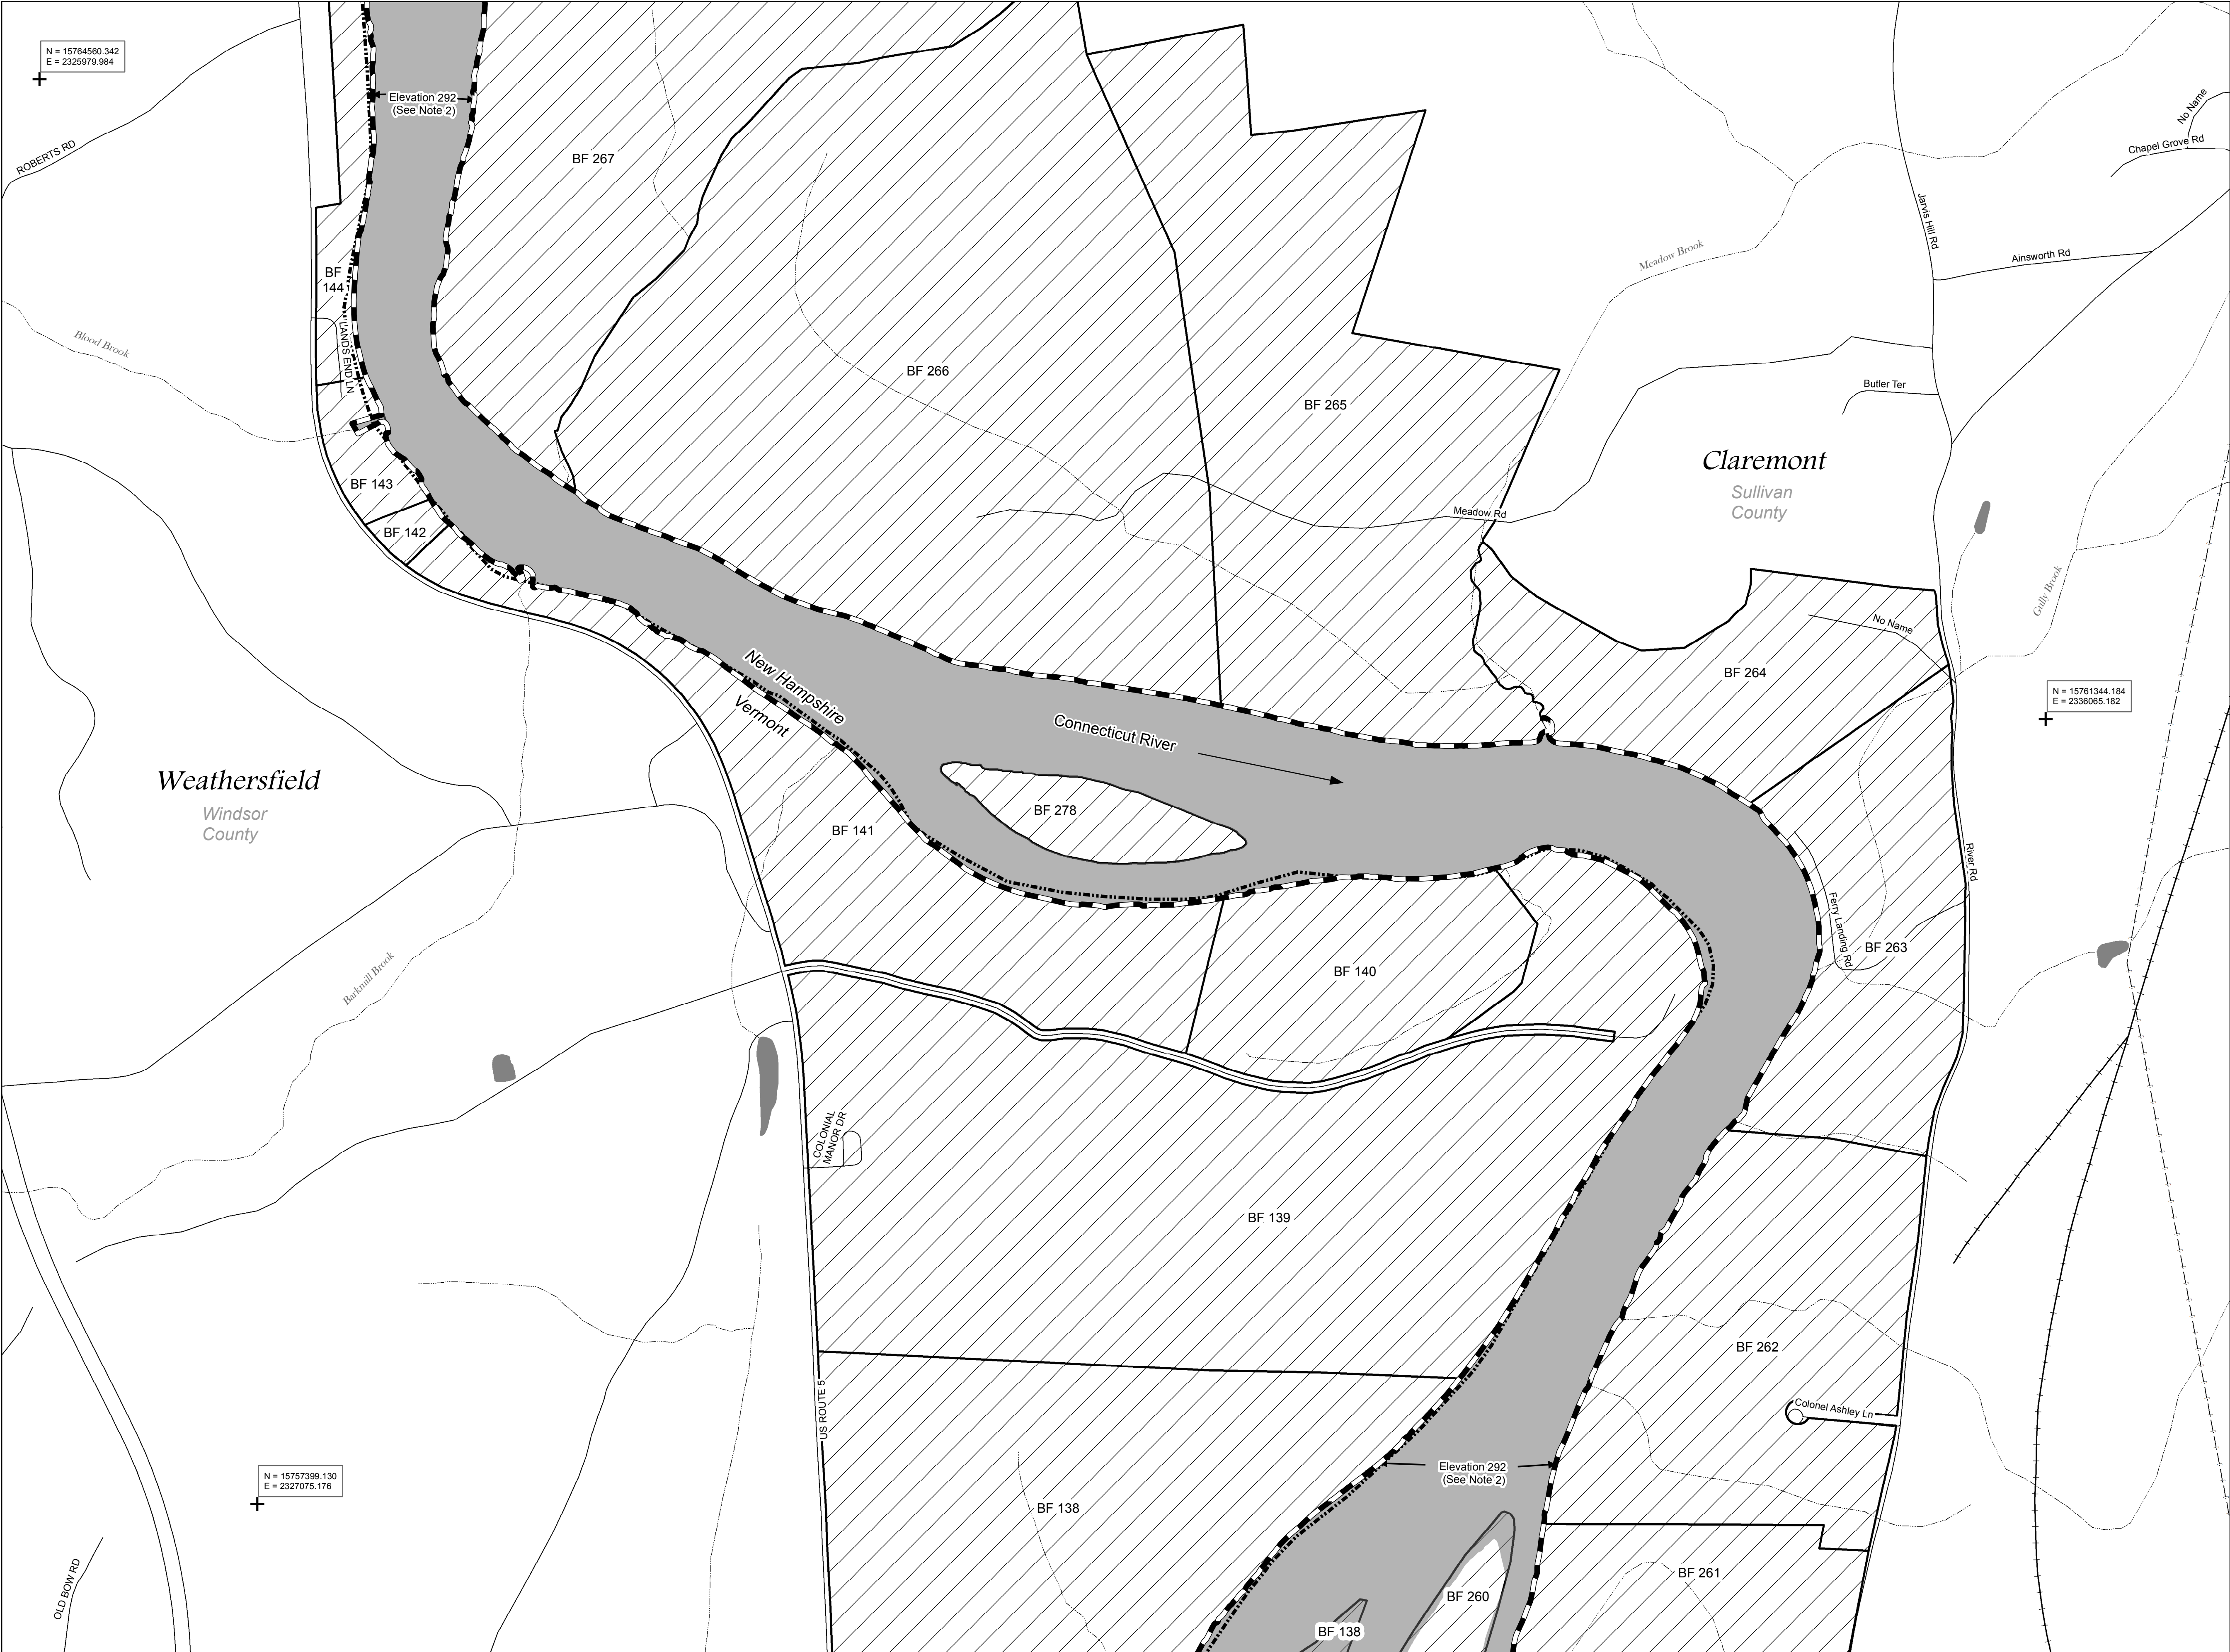 N = 15764560.342
E = 2325979.984
Elevation 292
(See Note 2)
No Name
Chapel Grove Rd
ROBERTS RD
BF 267
Jarvis Hill Rd
Meadow Brook
Ainsworth Rd
BF
144
LANDS END LN
Blood Brook
BF 266
BF 265
Butler Ter
Claremont
Sullivan
County
BF 143
BF 142
Meadow Rd
Gully Brook
No Name
BF 264
N = 15761344.184
E = 2336065.182
New Hampshire
Vermont
Connecticut River
Weathersfield
Windsor
County
BF 278
BF 141
River Rd
Ferry Landing Rd
BF 263
Barkmill Brook
BF 140
COLONIAL
MANOR DR
BF 139
BF 262
US ROUTE 5
Colonel Ashley Ln
Elevation 292
(See Note 2)
N = 15757399.130
E = 2327075.176
BF 138
OLD BOW RD
BF 261
BF 260
BF 138